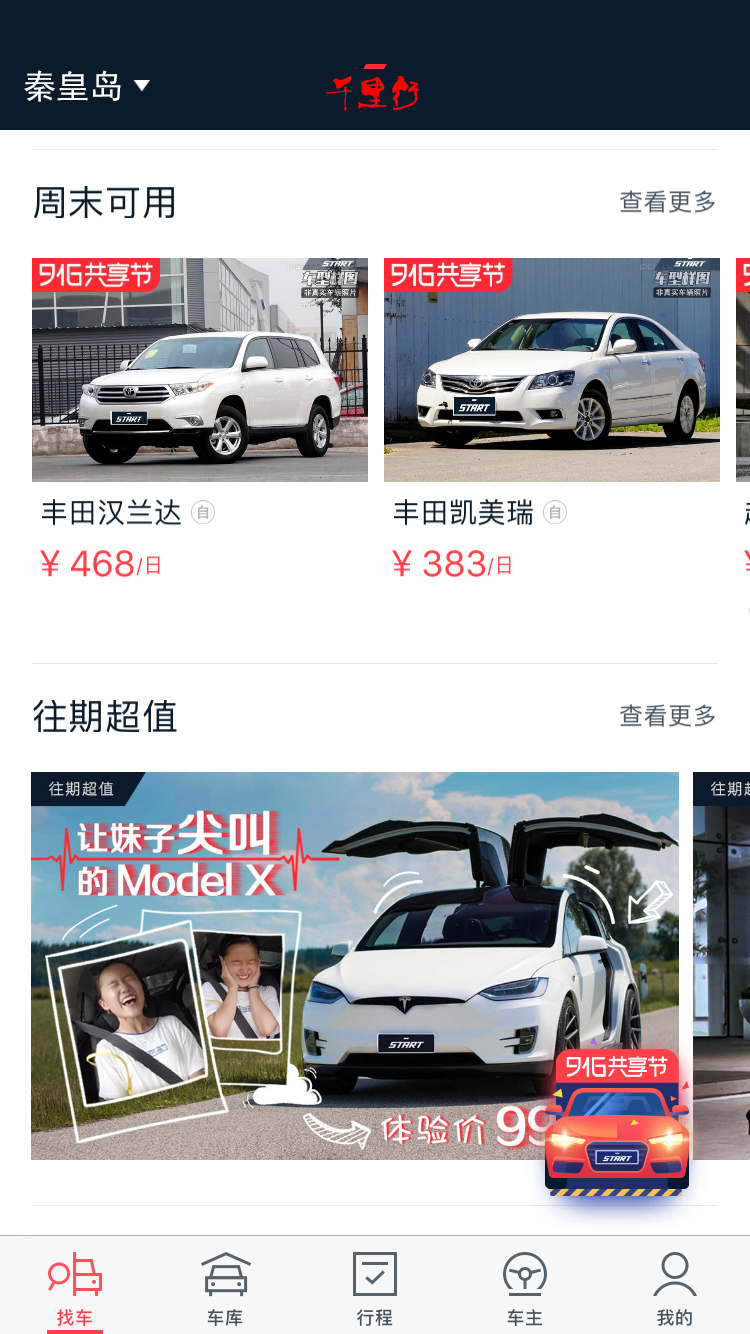 秦皇岛
千里行
周末可用
查看更多
916共享节
START
车型样图
非真实车辆照片
START
916共享节
START
车型样图
非真实车辆照片
START
丰田汉兰达 自
¥ 468/日
丰田凯美瑞 自
¥ 383/日
往期超值
查看更多
往期超值
让妹子尖叫
的 Model X
START
体验价 99
往期
916共享节
START
找车
车库
行程
车主
我的